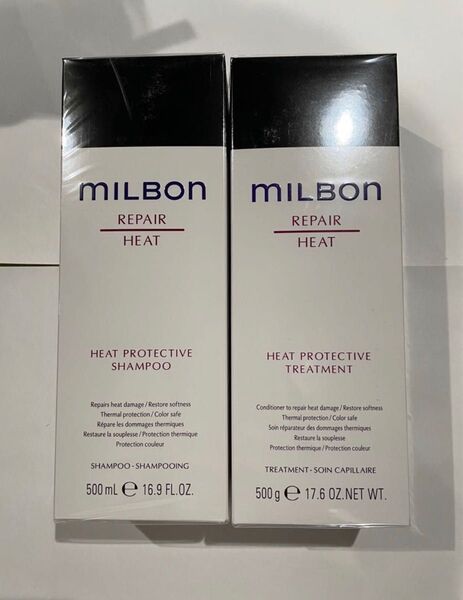 MILBON
REPAIR
HEAT
HEAT PROTECTIVE
SHAMPOO
Repairs heat damage/Restore softness
Thermal protection/Color safe
Répare les dommages thermiques
Restaure la souplesse/Protection thermique
Protection couleur
SHAMPOO-SHAMPOOING
500 mL ℮ 16.9 FL.OZ.
MILBON
REPAIR
HEAT
HEAT PROTECTIVE
TREATMENT
Conditioner to repair heat damage/Restore softness
Thermal protection/Color safe
Soin réparateur des dommages thermiques
Restaure la souplesse
Protection thermique/Protection couleur
TREATMENT-SOIN CAPILLAIRE
500 g ℮ 17.6 OZ.NET WT.